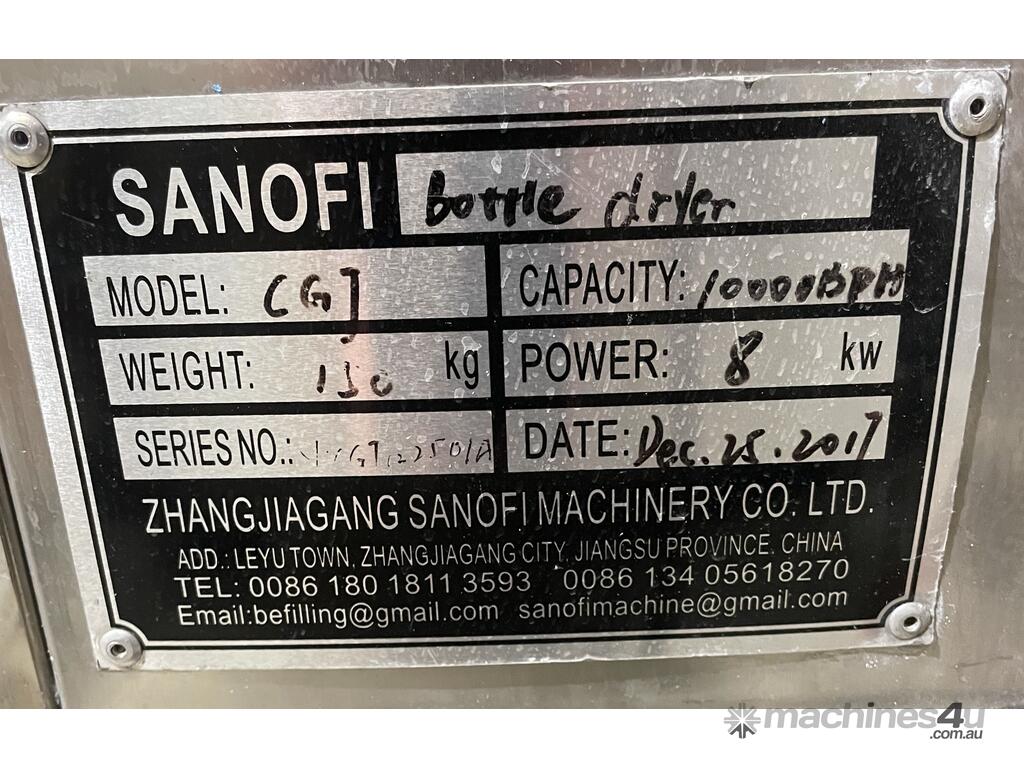 SANOFI bottle dryer
MODEL: CGJ CAPACITY: 10000BPH
WEIGHT: 150 kg POWER: 8 kw
SERIES NO.: DATE: Dec. 25. 2017
ZHANGJIAGANG SANOFI MACHINERY CO. LTD.
ADD.: LEYU TOWN, ZHANGJIAGANG CITY, JIANGSU PROVINCE, CHINA
TEL: 0086 180 1811 3593 0086 134 05618270
Email:befilling@gmail.com sanofimachine@gmail.com
machines4u
.com.au